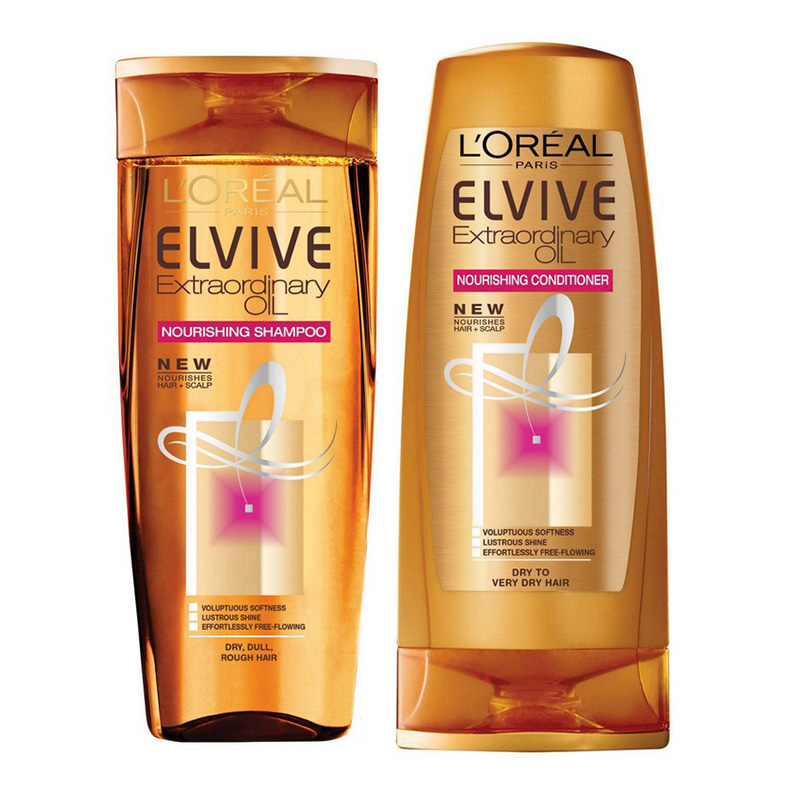 L'ORÉAL
PARIS
ELVIVE
Extraordinary
OIL
NOURISHING SHAMPOO
NEW
NOURISHES
HAIR + SCALP
VOLUPTUOUS SOFTNESS
LUSTROUS SHINE
EFFORTLESSLY FREE-FLOWING
DRY, DULL,
ROUGH HAIR
L'ORÉAL
PARIS
ELVIVE
Extraordinary
OIL
NOURISHING CONDITIONER
NEW
NOURISHES
HAIR + SCALP
VOLUPTUOUS SOFTNESS
LUSTROUS SHINE
EFFORTLESSLY FREE-FLOWING
DRY TO
VERY DRY HAIR